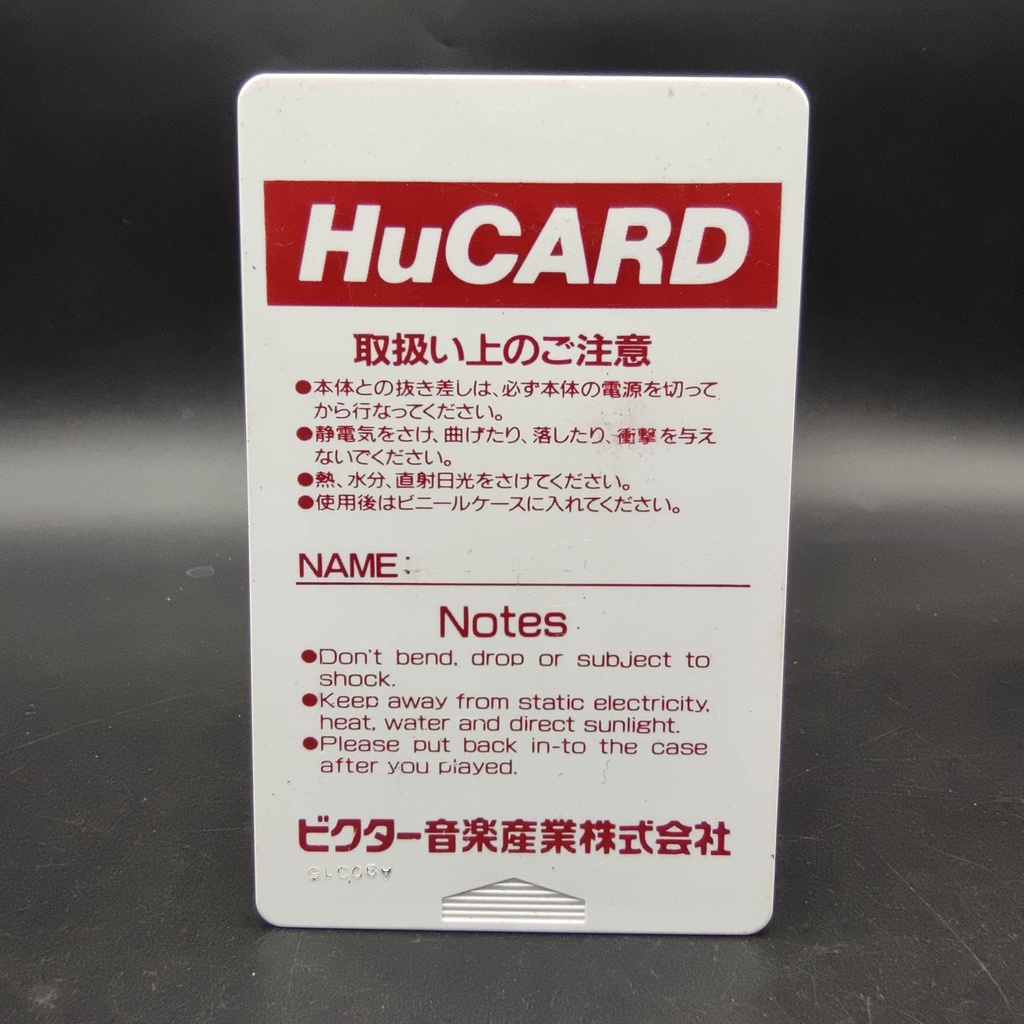 HuCARD
取扱い上のご注意
●本体との抜き差しは、必ず本体の電源を切って
から行なってください。
●静電気をさけ、曲げたり、落したり、衝撃を与え
ないでください。
●熱、水分、直射日光をさけてください。
●使用後はビニールケースに入れてください。
NAME:
Notes
●Don't bend, drop or subject to
shock.
●Keep away from static electricity,
heat, water and direct sunlight.
●Please put back in-to the case
after you played.
ビクター音楽産業株式会社